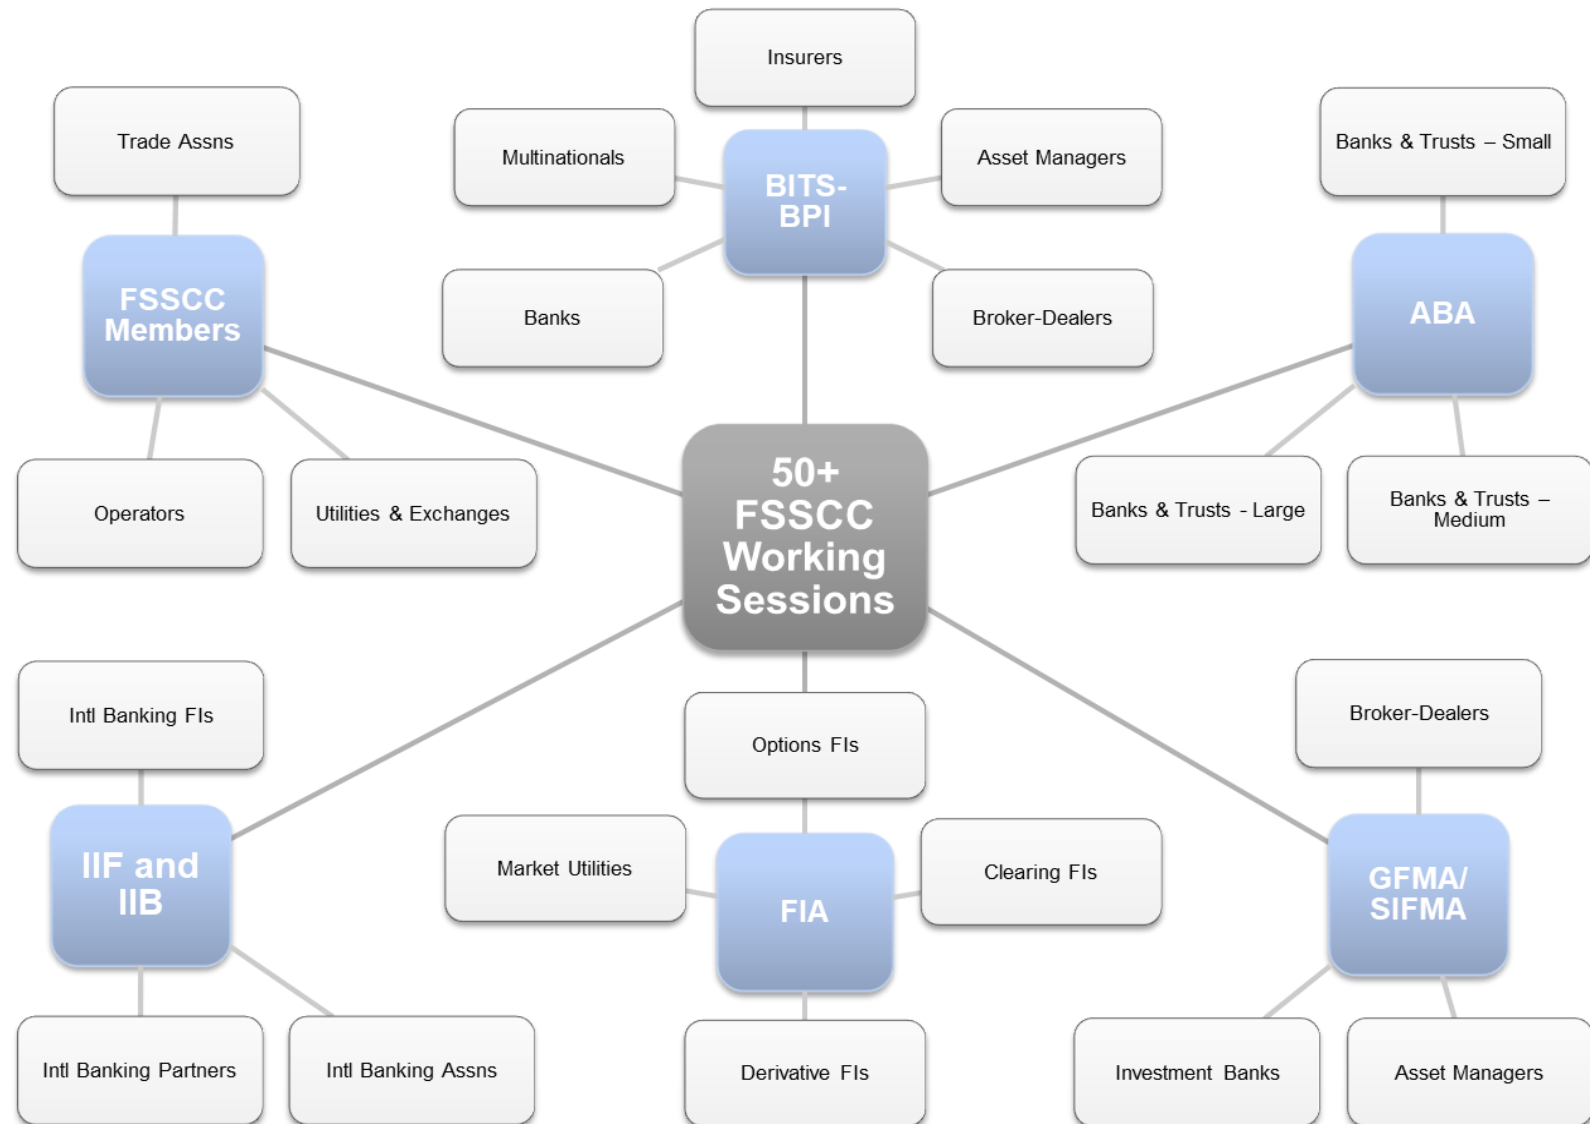 Insurers
Trade Assns
Multinationals
Asset Managers
Banks & Trusts – Small
BITS-
BPI
FSSCC
Members
Banks
Broker-Dealers
ABA
Operators
Utilities & Exchanges
50+
FSSCC
Working
Sessions
Banks & Trusts - Large
Banks & Trusts –
Medium
Intl Banking FIs
Options FIs
Broker-Dealers
IIF and
IIB
Market Utilities
Clearing FIs
FIA
GFMA/
SIFMA
Intl Banking Partners
Intl Banking Assns
Derivative FIs
Investment Banks
Asset Managers